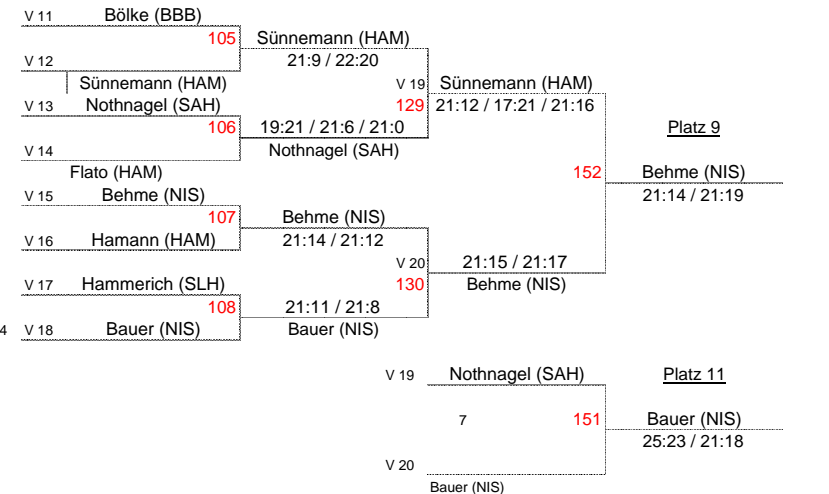 V 11 Bölke (BBB)
105 Sünnemann (HAM)
V 12 21:9 / 22:20
Sünnemann (HAM) V 19 Sünnemann (HAM)
V 13 Nothnagel (SAH) 129 21:12 / 17:21 / 21:16
106 19:21 / 21:6 / 21:0 Platz 9
V 14 Nothnagel (SAH)
Flato (HAM) 152 Behme (NIS)
V 15 Behme (NIS) 21:14 / 21:19
107 Behme (NIS)
V 16 Hamann (HAM) 21:14 / 21:12
V 20 21:15 / 21:17
V 17 Hammerich (SLH) 130 Behme (NIS)
108 21:11 / 21:8
4 V 18 Bauer (NIS) Bauer (NIS)
V 19 Nothnagel (SAH) Platz 11
7 151 Bauer (NIS)
25:23 / 21:18
V 20
Bauer (NIS)